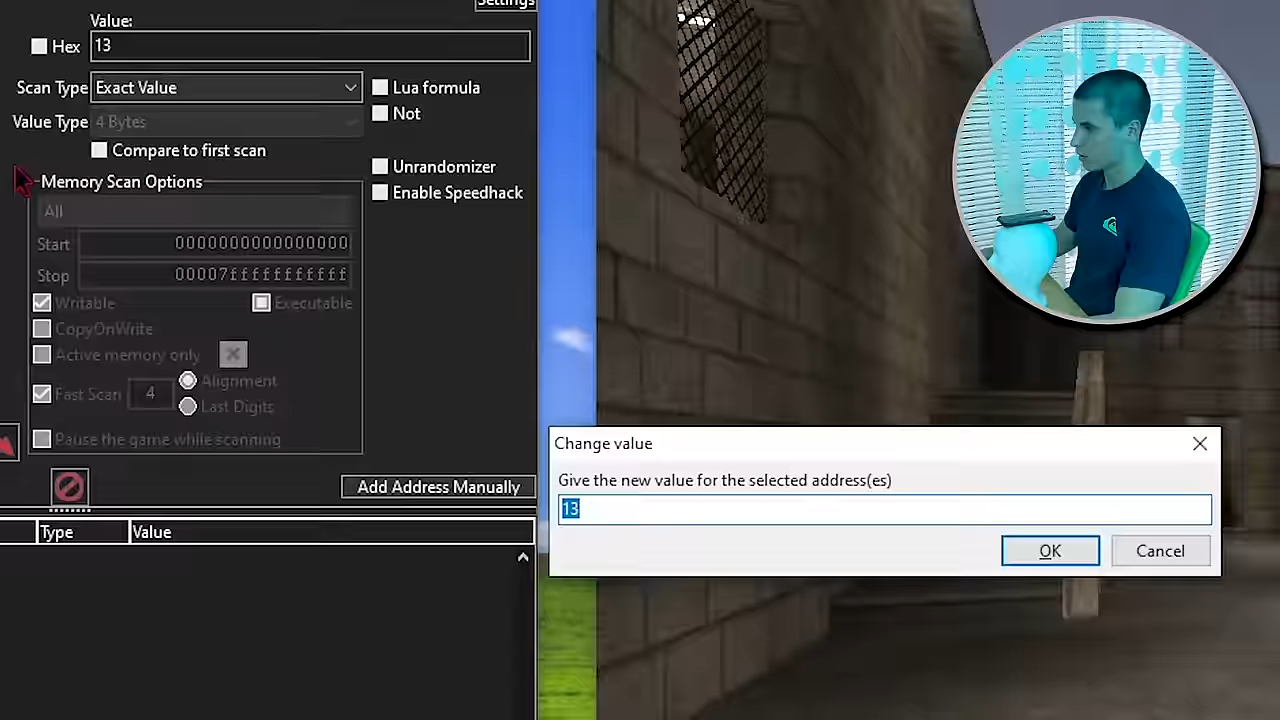 Settings
Value:
Hex 13
Scan Type Exact Value Lua formula
Not
Value Type 4 Bytes
Compare to first scan
Unrandomizer
Memory Scan Options
Enable Speedhack
All
Start 0000000000000000
Stop 00007fffffffffff
Writable Executable
CopyOnWrite
Active memory only
Fast Scan 4 Alignment
Last Digits
Pause the game while scanning
Add Address Manually
Type Value
Change value
Give the new value for the selected address(es)
13
OK Cancel